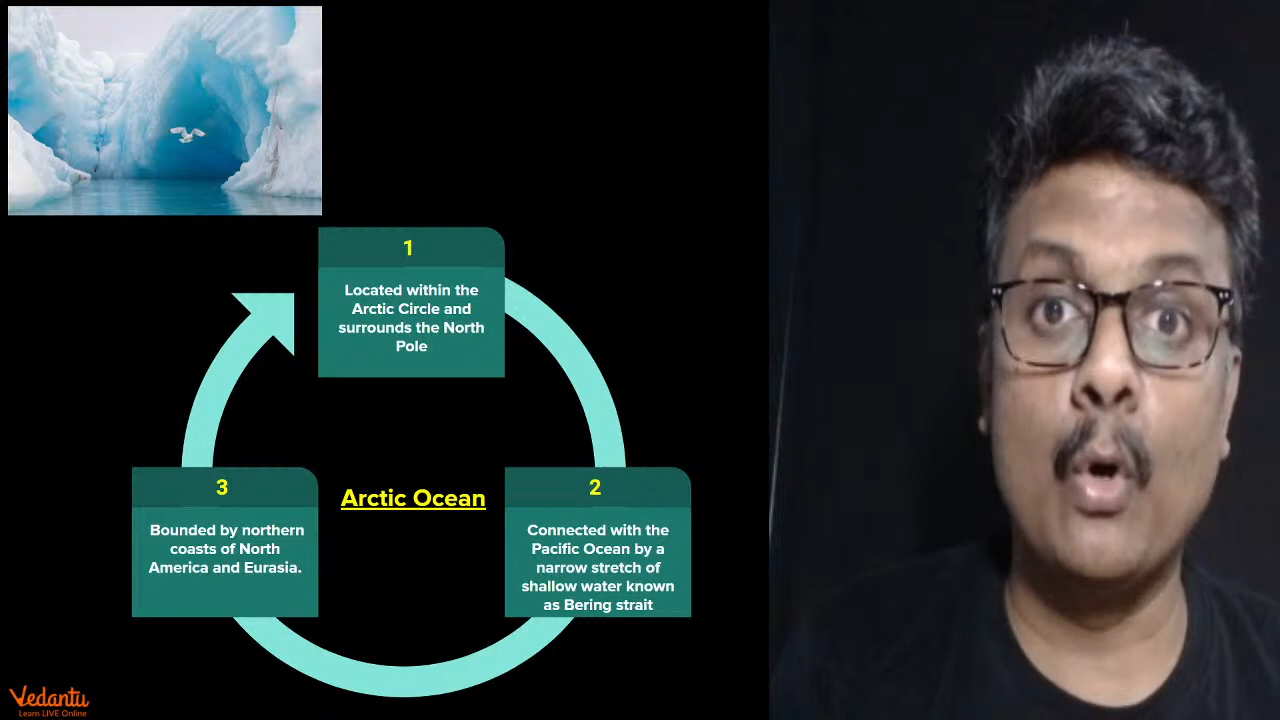 1
Located within the
Arctic Circle and
surrounds the North
Pole
3
Bounded by northern
coasts of North
America and Eurasia.
Arctic Ocean
2
Connected with the
Pacific Ocean by a
narrow stretch of
shallow water known
as Bering strait
Vedantu
Learn LIVE Online